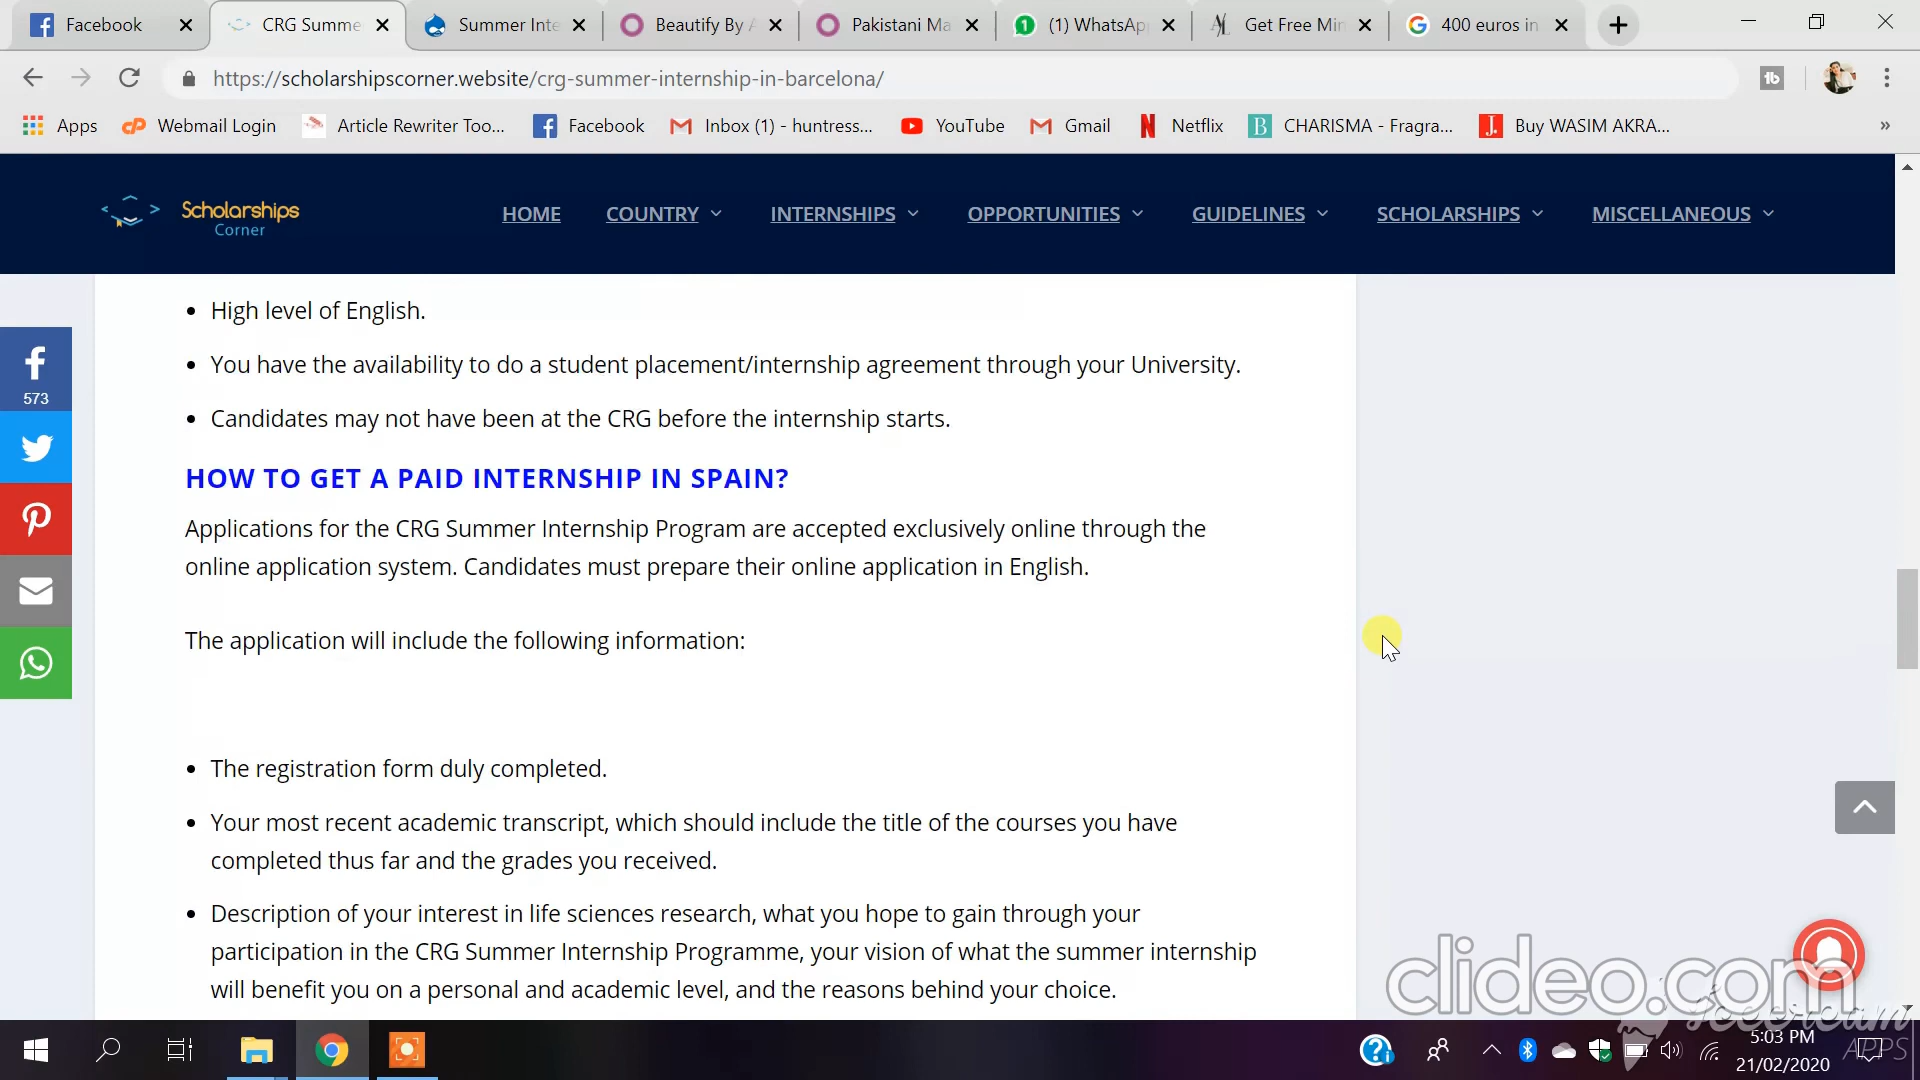 Facebook
CRG Summe
Summer Inte
Beautify By A
Pakistani Ma
(1) WhatsApp
Get Free Min
400 euros in
https://scholarshipscorner.website/crg-summer-internship-in-barcelona/
Apps
Webmail Login
Article Rewriter Too...
Facebook
Inbox (1) - huntress...
YouTube
Gmail
Netflix
CHARISMA - Fragra...
Buy WASIM AKRA...
»
Scholarships
Corner
HOME
COUNTRY
INTERNSHIPS
OPPORTUNITIES
GUIDELINES
SCHOLARSHIPS
MISCELLANEOUS
• High level of English.
• You have the availability to do a student placement/internship agreement through your University.
• Candidates may not have been at the CRG before the internship starts.
573
HOW TO GET A PAID INTERNSHIP IN SPAIN?
Applications for the CRG Summer Internship Program are accepted exclusively online through the
online application system. Candidates must prepare their online application in English.
The application will include the following information:
• The registration form duly completed.
• Your most recent academic transcript, which should include the title of the courses you have
completed thus far and the grades you received.
• Description of your interest in life sciences research, what you hope to gain through your
participation in the CRG Summer Internship Programme, your vision of what the summer internship
will benefit you on a personal and academic level, and the reasons behind your choice.
clideo.com
Icecream
APPS
5:03 PM
21/02/2020